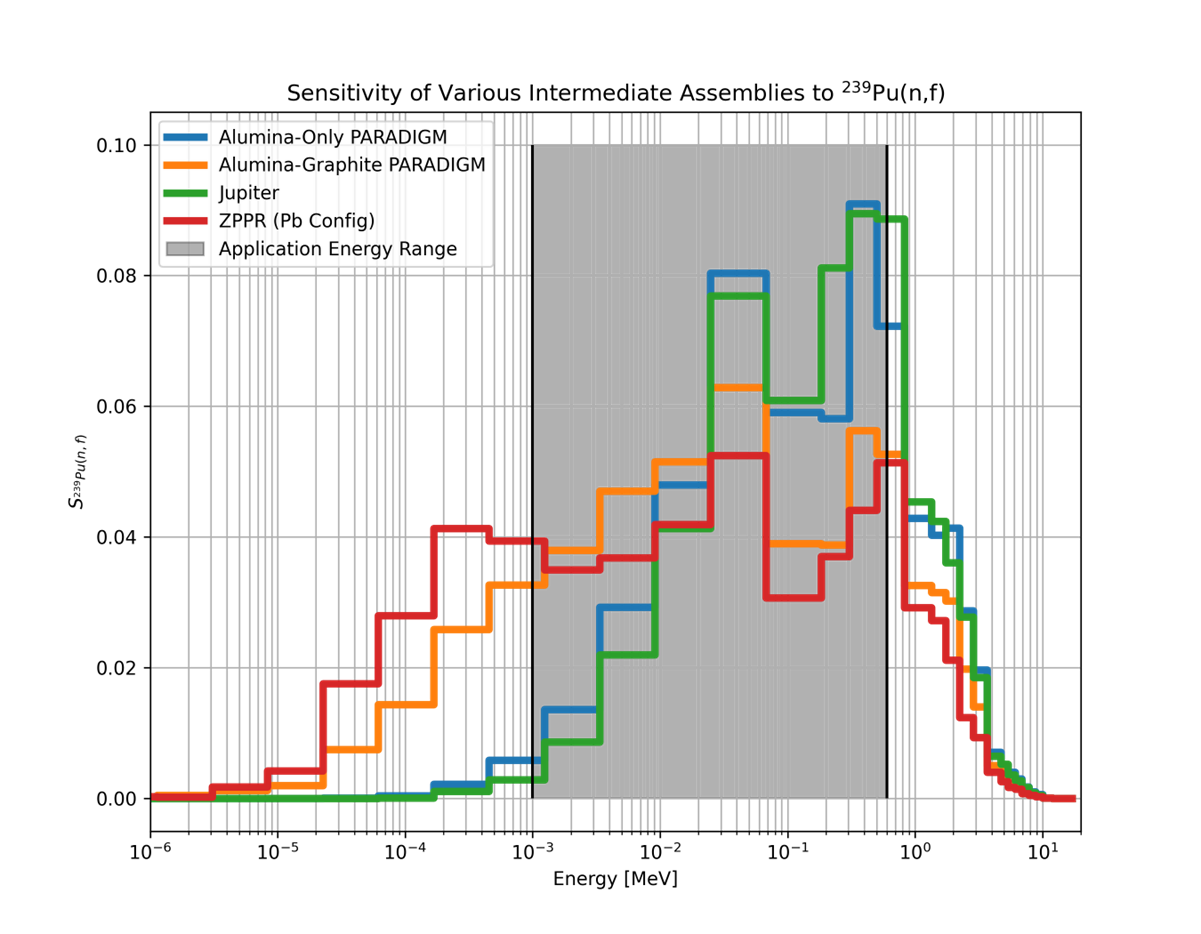 Sensitivity of Various Intermediate Assemblies to ²³⁹Pu(n,f)
Alumina-Only PARADIGM
Alumina-Graphite PARADIGM
Jupiter
ZPPR (Pb Config)
Application Energy Range
0.10
0.08
0.06
0.04
0.02
0.00
S²³⁹Pu(n, f)
10⁻⁶ 10⁻⁵ 10⁻⁴ 10⁻³ 10⁻² 10⁻¹ 10⁰ 10¹
Energy [MeV]